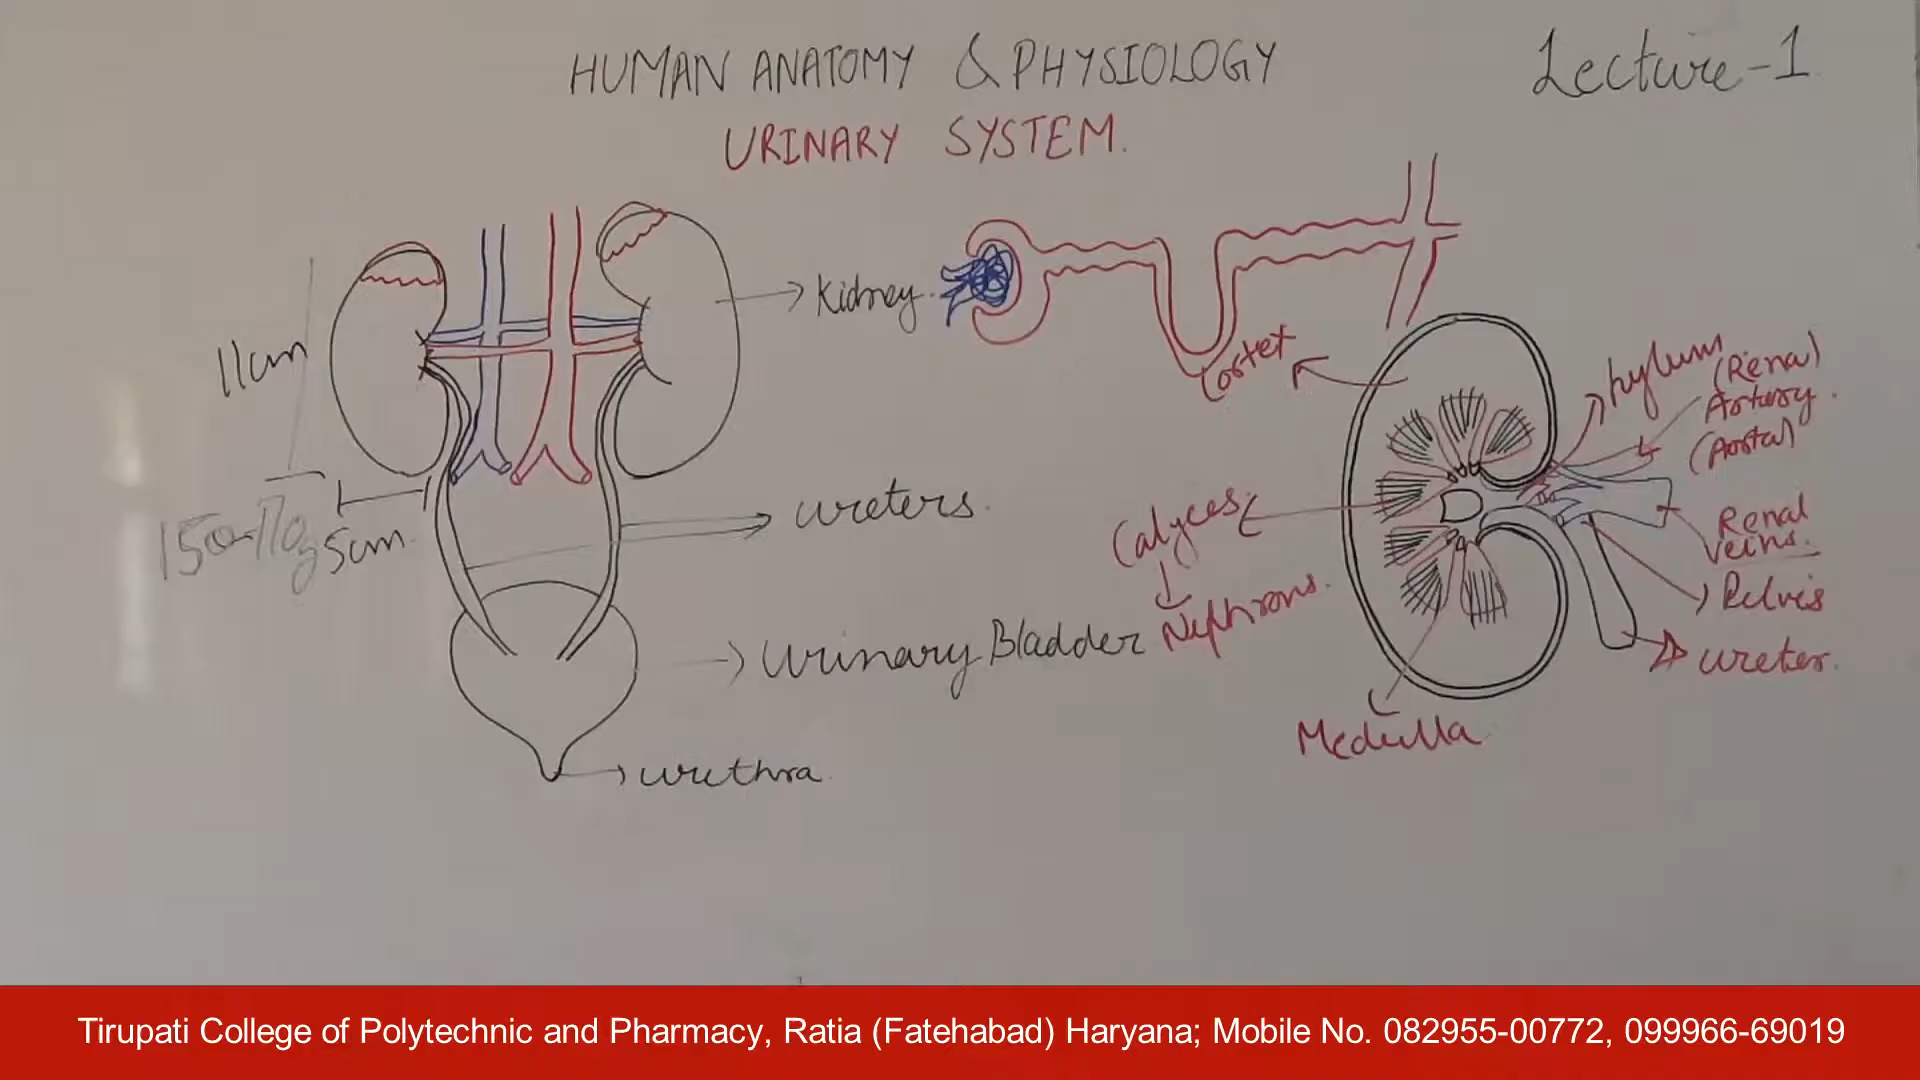 HUMAN ANATOMY & PHYSIOLOGY
Lecture-1
URINARY SYSTEM.
Kidney
11cm
Cortex
hylum
(Renal)
Artery
(Aorta)
ureters.
Calyces
Renal
veins.
150-170g
5cm
Nephrons.
Pelvis
Urinary Bladder
ureter.
Medulla
urethra
Tirupati College of Polytechnic and Pharmacy, Ratia (Fatehabad) Haryana; Mobile No. 082955-00772, 099966-69019